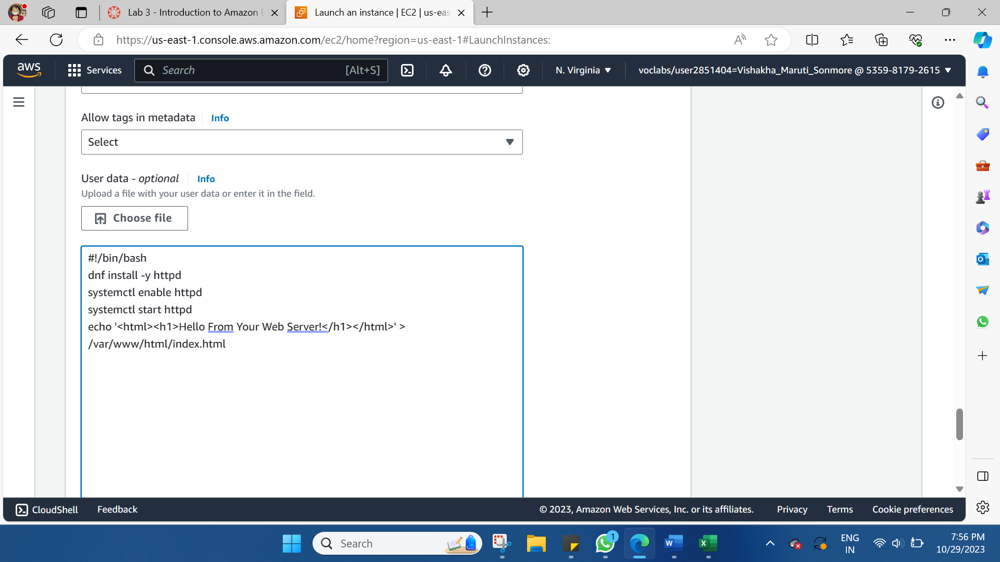 Lab 3 - Introduction to Amazon E
Launch an instance | EC2 | us-eas
https://us-east-1.console.aws.amazon.com/ec2/home?region=us-east-1#LaunchInstances:
aws
Services
Search
[Alt+S]
N. Virginia
voclabs/user2851404=Vishakha_Maruti_Sonmore @ 5359-8179-2615
Allow tags in metadata
Info
Select
User data - optional
Info
Upload a file with your user data or enter it in the field.
Choose file
#!/bin/bash
dnf install -y httpd
systemctl enable httpd
systemctl start httpd
echo '<html><h1>Hello From Your Web Server!</h1></html>' >
/var/www/html/index.html
CloudShell
Feedback
© 2023, Amazon Web Services, Inc. or its affiliates.
Privacy
Terms
Cookie preferences
Search
1
ENG
IN
7:56 PM
10/29/2023